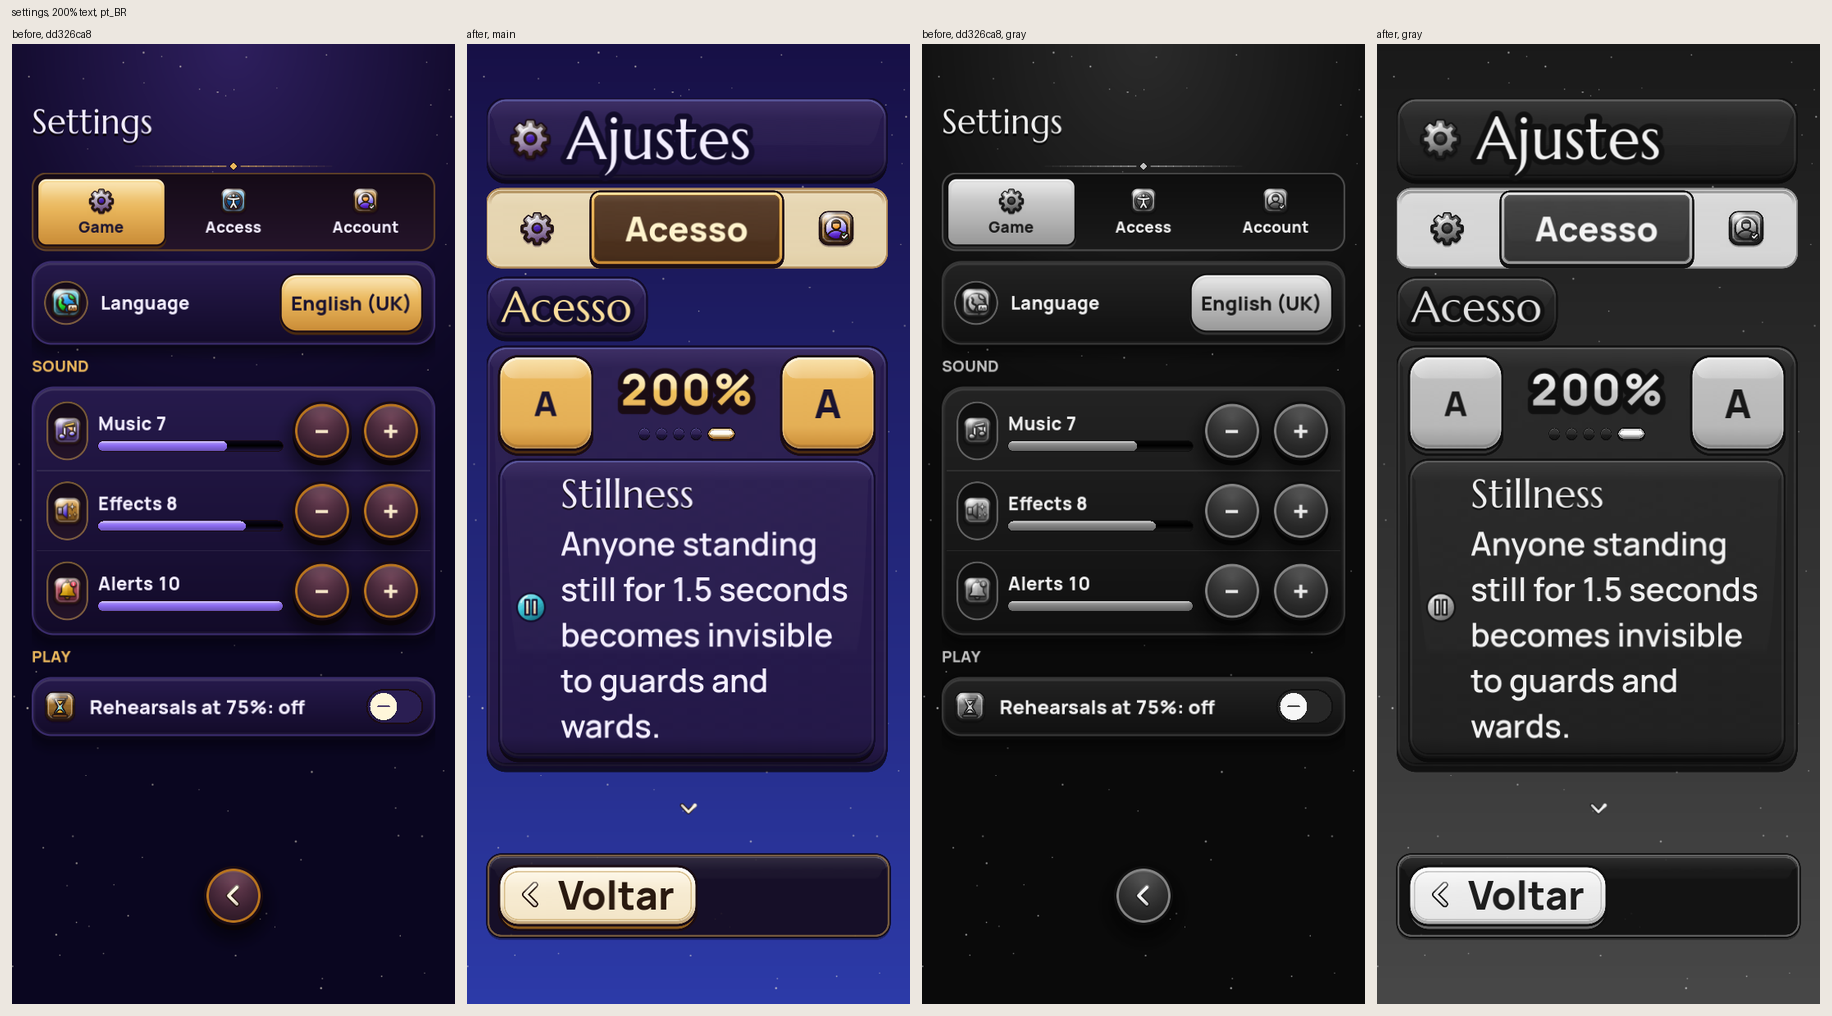 settings, 200% text, pt_BR
before, dd326ca8
Settings
Game
Access
Account
Language
English (UK)
SOUND
Music 7
Effects 8
Alerts 10
PLAY
Rehearsals at 75%: off
after, main
Ajustes
Acesso
Acesso
A
200%
A
Stillness
Anyone standing
still for 1.5 seconds
becomes invisible
to guards and
wards.
Voltar
before, dd326ca8, gray
Settings
Game
Access
Account
Language
English (UK)
SOUND
Music 7
Effects 8
Alerts 10
PLAY
Rehearsals at 75%: off
after, gray
Ajustes
Acesso
Acesso
A
200%
A
Stillness
Anyone standing
still for 1.5 seconds
becomes invisible
to guards and
wards.
Voltar